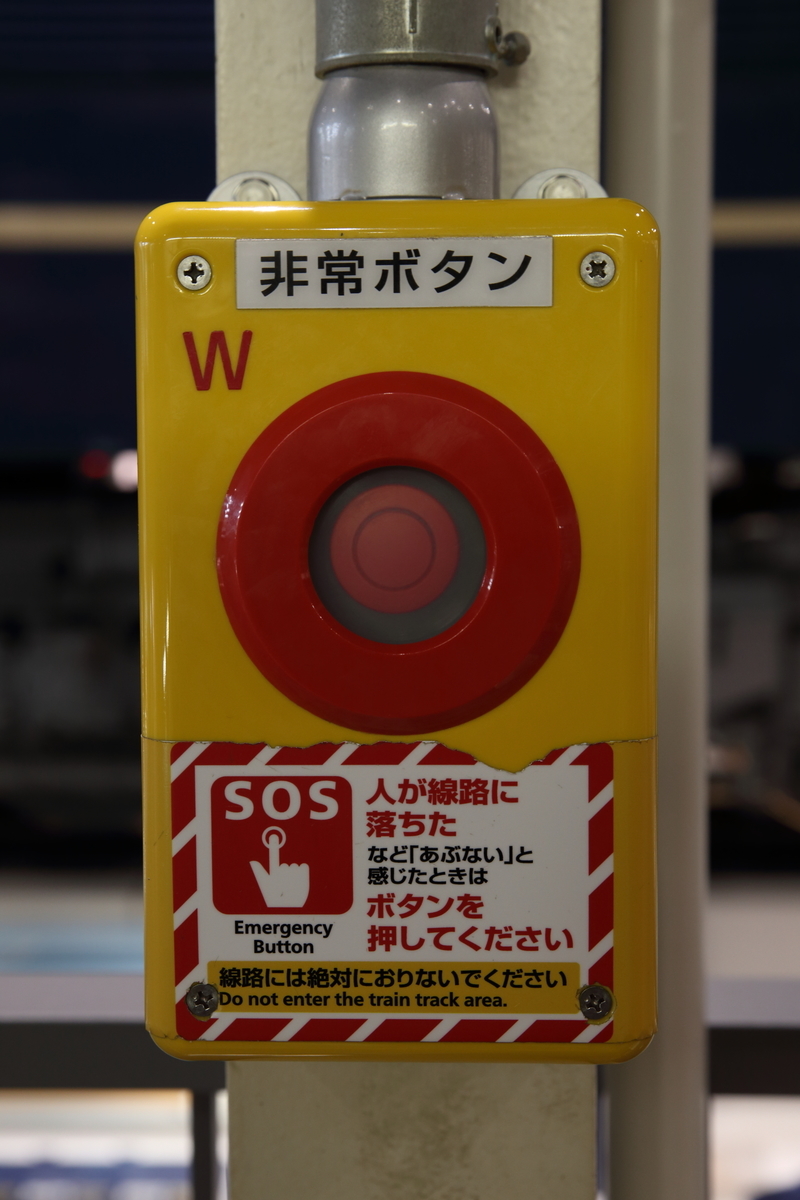 非常ボタン
W
SOS
Emergency
Button
人が線路に
落ちた
など「あぶない」と
感じたときは
ボタンを
押してください
線路には絶対におりないでください
Do not enter the train track area.